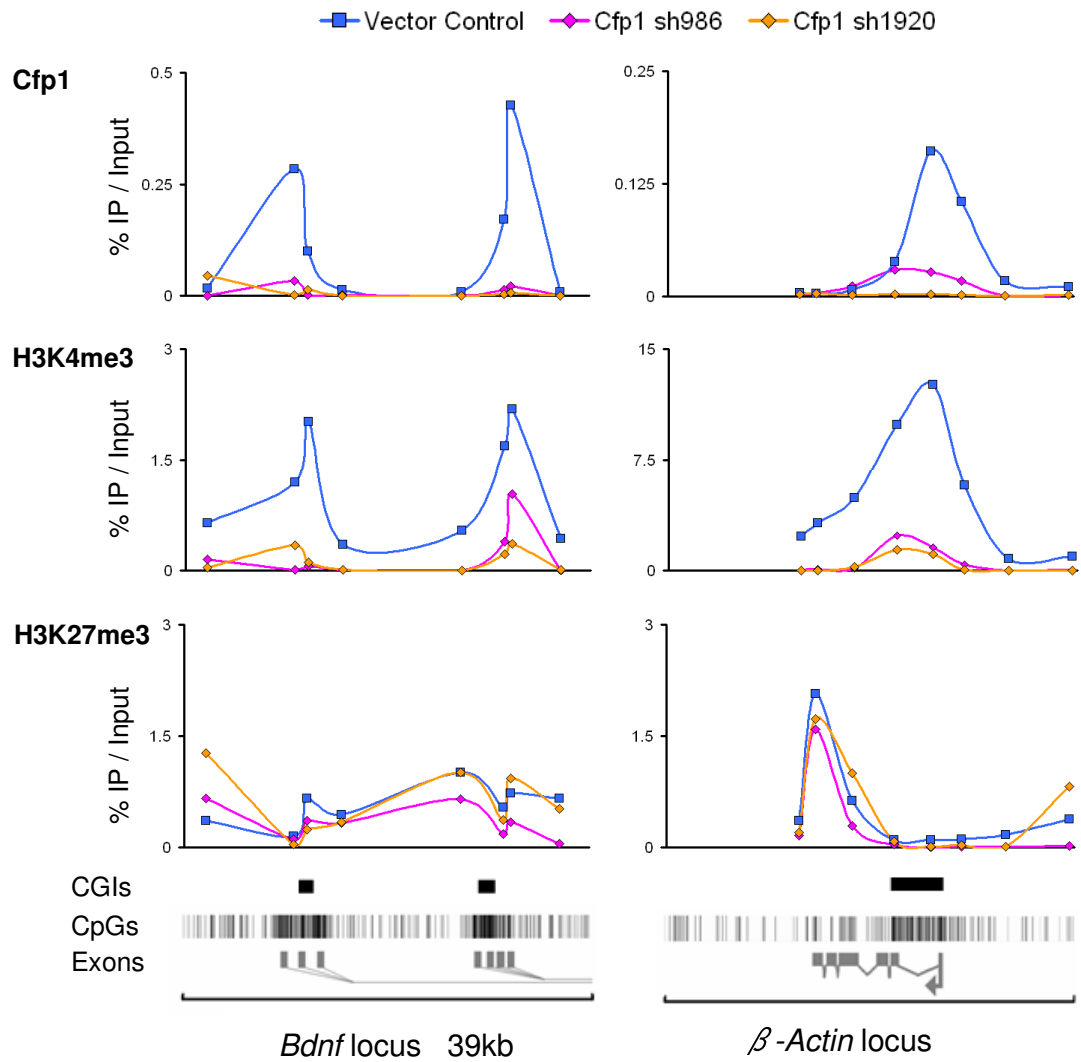 Vector Control Cfp1 sh986 Cfp1 sh1920
Cfp1
% IP / Input
0.5
0.25
0
0.25
0.125
0
H3K4me3
% IP / Input
3
1.5
0
15
7.5
0
H3K27me3
% IP / Input
3
1.5
0
3
1.5
0
CGIs
CpGs
Exons
Bdnf locus 39kb
β-Actin locus